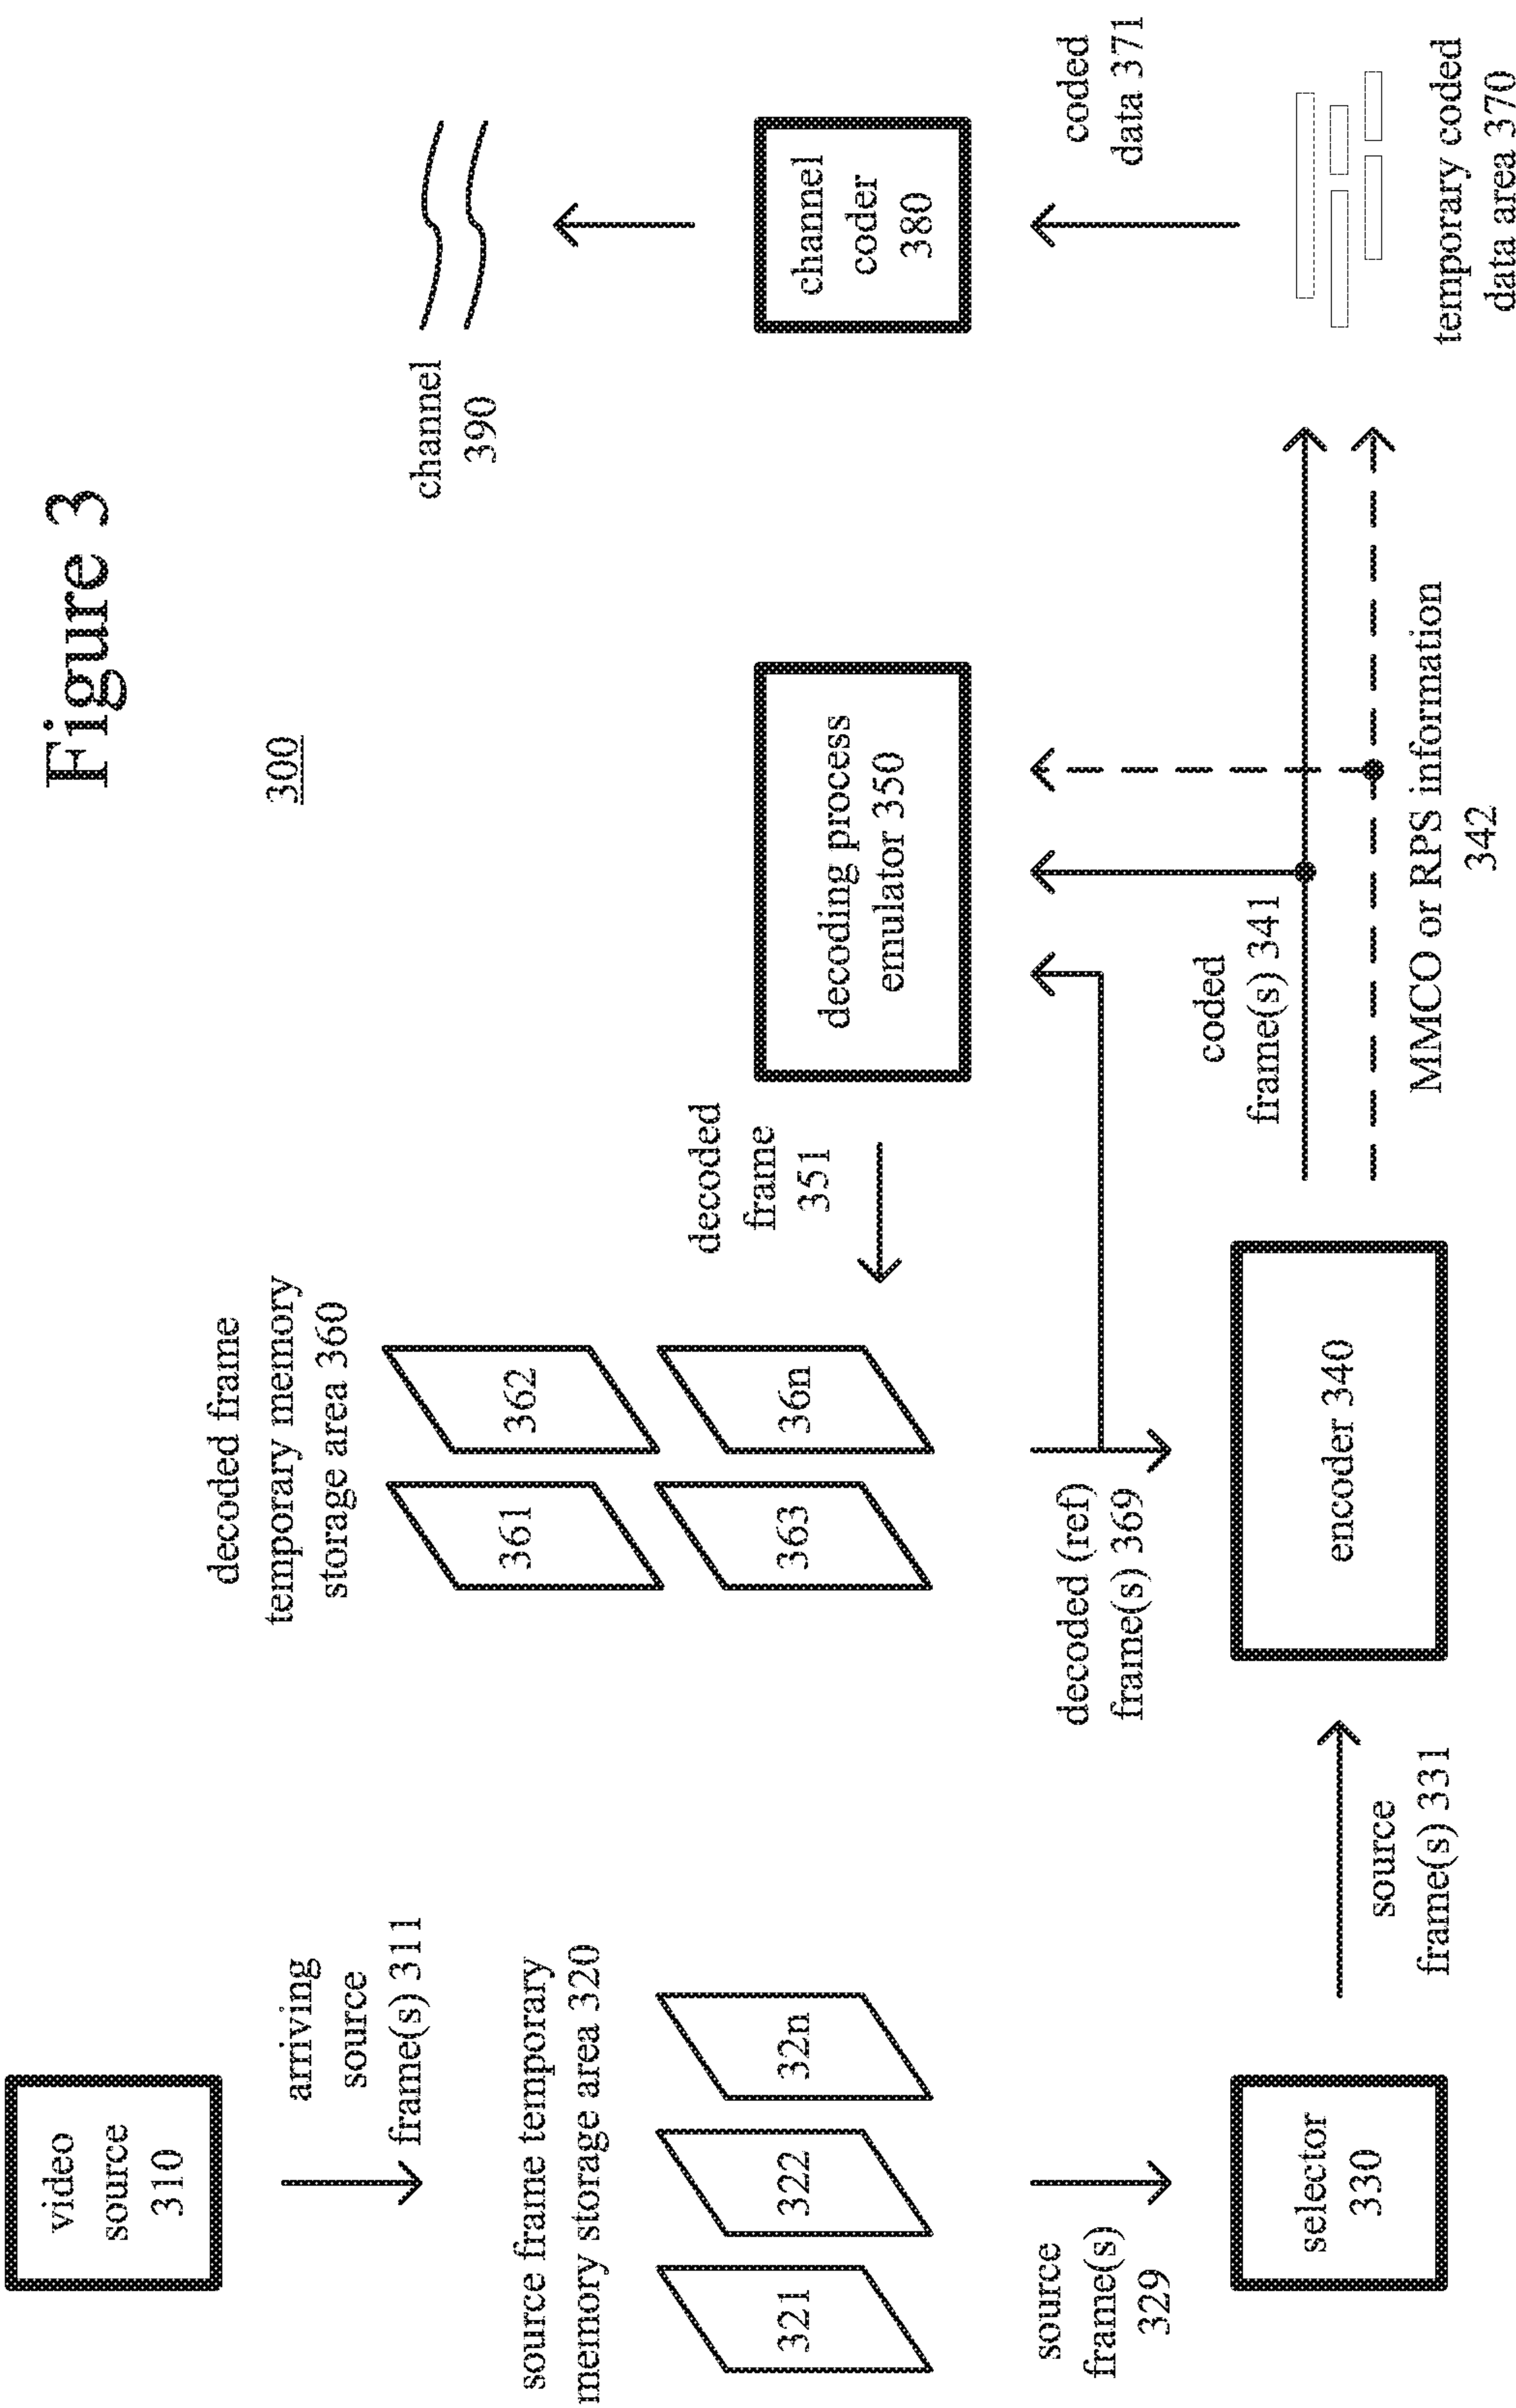 Figure 3
300
video
source
310
arriving
source
frame(s) 311
source frame temporary
memory storage area 320
321
322
32n
source
frame(s)
329
selector
330
source
frame(s) 331
decoded frame
temporary memory
storage area 360
361
362
363
36n
decoded (ref)
frame(s) 369
encoder 340
decoded
frame
351
decoding process
emulator 350
coded
frame(s) 341
MMCO or RPS information
342
channel
390
channel
coder
380
coded
data 371
temporary coded
data area 370